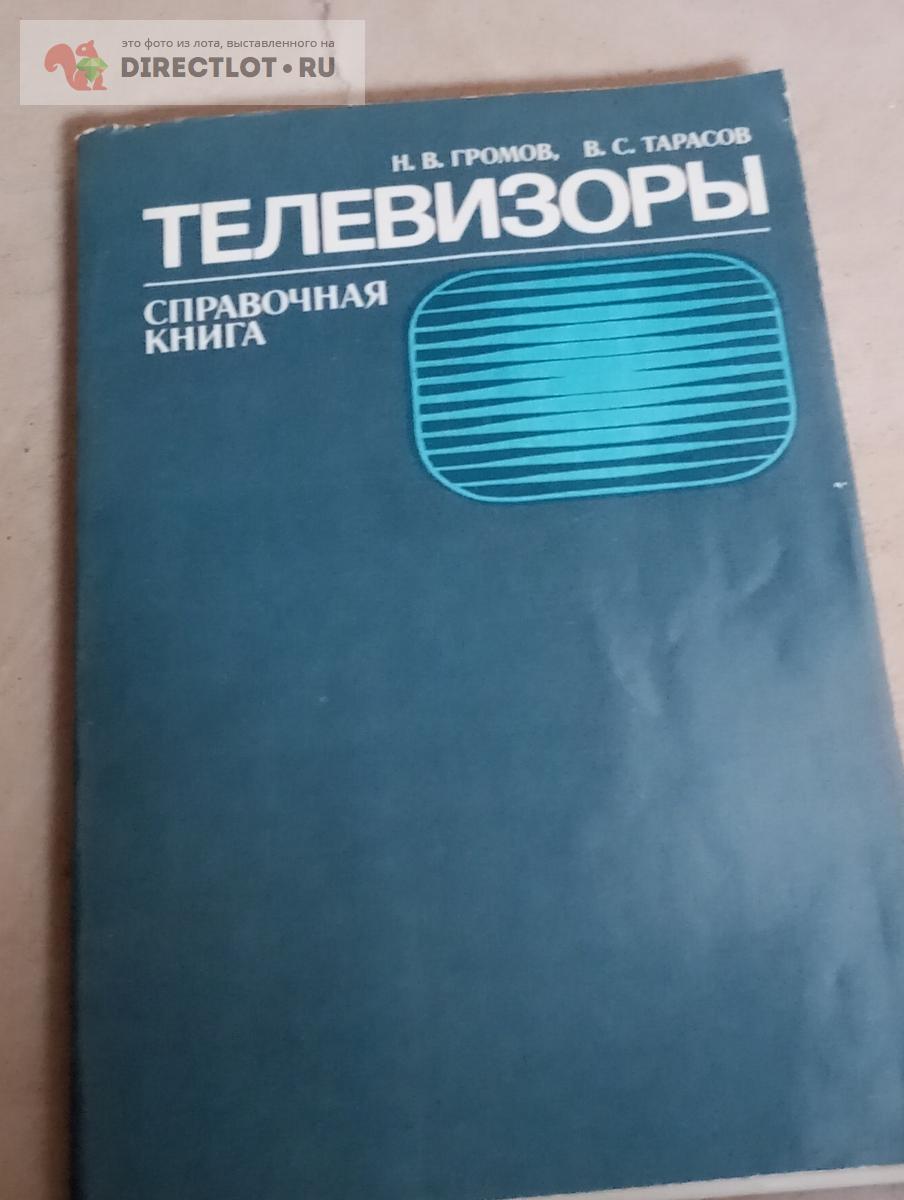 это фото из лота, выставленного на
DIRECTLOT•RU
Н. В. ГРОМОВ, В. С. ТАРАСОВ
ТЕЛЕВИЗОРЫ
СПРАВОЧНАЯ
КНИГА